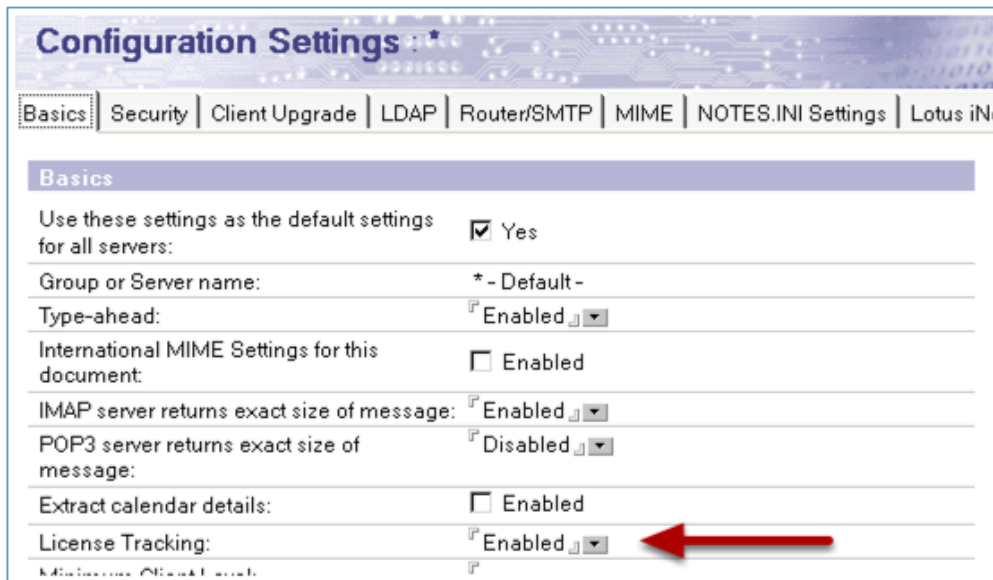 Configuration Settings : *
Basics Security Client Upgrade LDAP Router/SMTP MIME NOTES.INI Settings Lotus iN
Basics
Use these settings as the default settings
for all servers:
Yes
Group or Server name: * - Default -
Type-ahead: Enabled
International MIME Settings for this
document:
Enabled
IMAP server returns exact size of message: Enabled
POP3 server returns exact size of
message:
Disabled
Extract calendar details: Enabled
License Tracking: Enabled